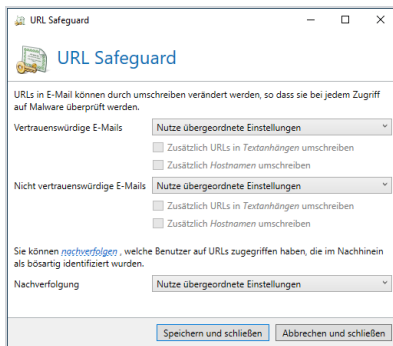 URL Safeguard
URL Safeguard
URLs in E-Mail können durch umschreiben verändert werden, so dass sie bei jedem Zugriff
auf Malware überprüft werden.
Vertrauenswürdige E-Mails Nutze übergeordnete Einstellungen
Zusätzlich URLs in Textanhängen umschreiben
Zusätzlich Hostnamen umschreiben
Nicht vertrauenswürdige E-Mails Nutze übergeordnete Einstellungen
Zusätzlich URLs in Textanhängen umschreiben
Zusätzlich Hostnamen umschreiben
Sie können nachverfolgen , welche Benutzer auf URLs zugegriffen haben, die im Nachhinein
als bösartig identifiziert wurden.
Nachverfolgung Nutze übergeordnete Einstellungen
Speichern und schließen Abbrechen und schließen